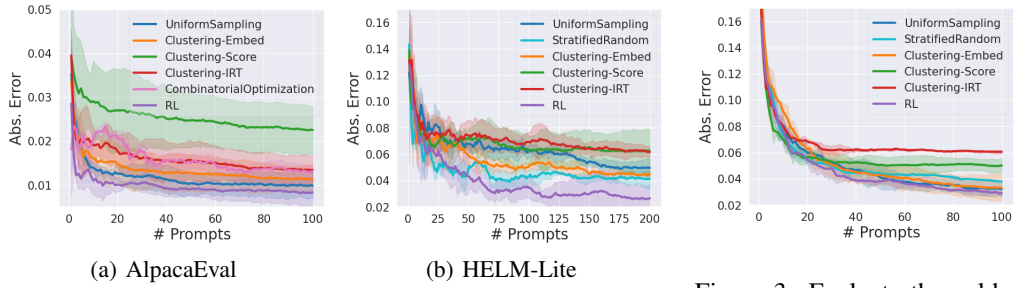 0.05
0.04
0.03
0.02
0.01
Abs. Error
UniformSampling
Clustering-Embed
Clustering-Score
Clustering-IRT
CombinatorialOptimization
RL
0 20 40 60 80 100
# Prompts
(a) AlpacaEval
0.16
0.14
0.12
0.10
0.08
0.06
0.04
0.02
Abs. Error
UniformSampling
StratifiedRandom
Clustering-Embed
Clustering-Score
Clustering-IRT
RL
0 25 50 75 100 125 150 175 200
# Prompts
(b) HELM-Lite
0.16
0.14
0.12
0.10
0.08
0.06
0.04
0.02
Abs. Error
UniformSampling
StratifiedRandom
Clustering-Embed
Clustering-Score
Clustering-IRT
RL
0 20 40 60 80 100
# Prompts